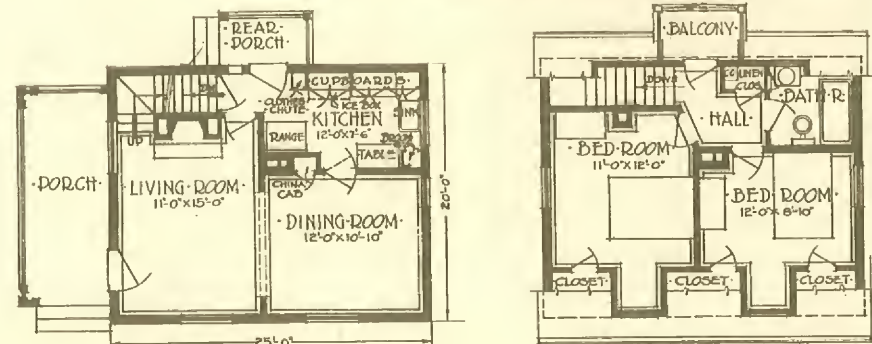 ·REAR·
PORCH·
CUPBOARDS
DN.
CLOTHES
CHUTE
ICE BOX
KITCHEN
12'-0"X7'-6"
SINK
RANGE
TABLE
UP
·PORCH·
·LIVING·ROOM·
11'-0"X15'-0"
CHINA
CAB
·DINING·ROOM·
12'-0"X10'-10"
20'-0"
25'-0"
·BALCONY·
DOWN
LINEN
CLOS.
BATH·R·
HALL
BED·ROOM·
11'-0"X12'-0"
·BED·ROOM·
12'-0"X8'-10"
CLOSET
CLOSET
CLOSET